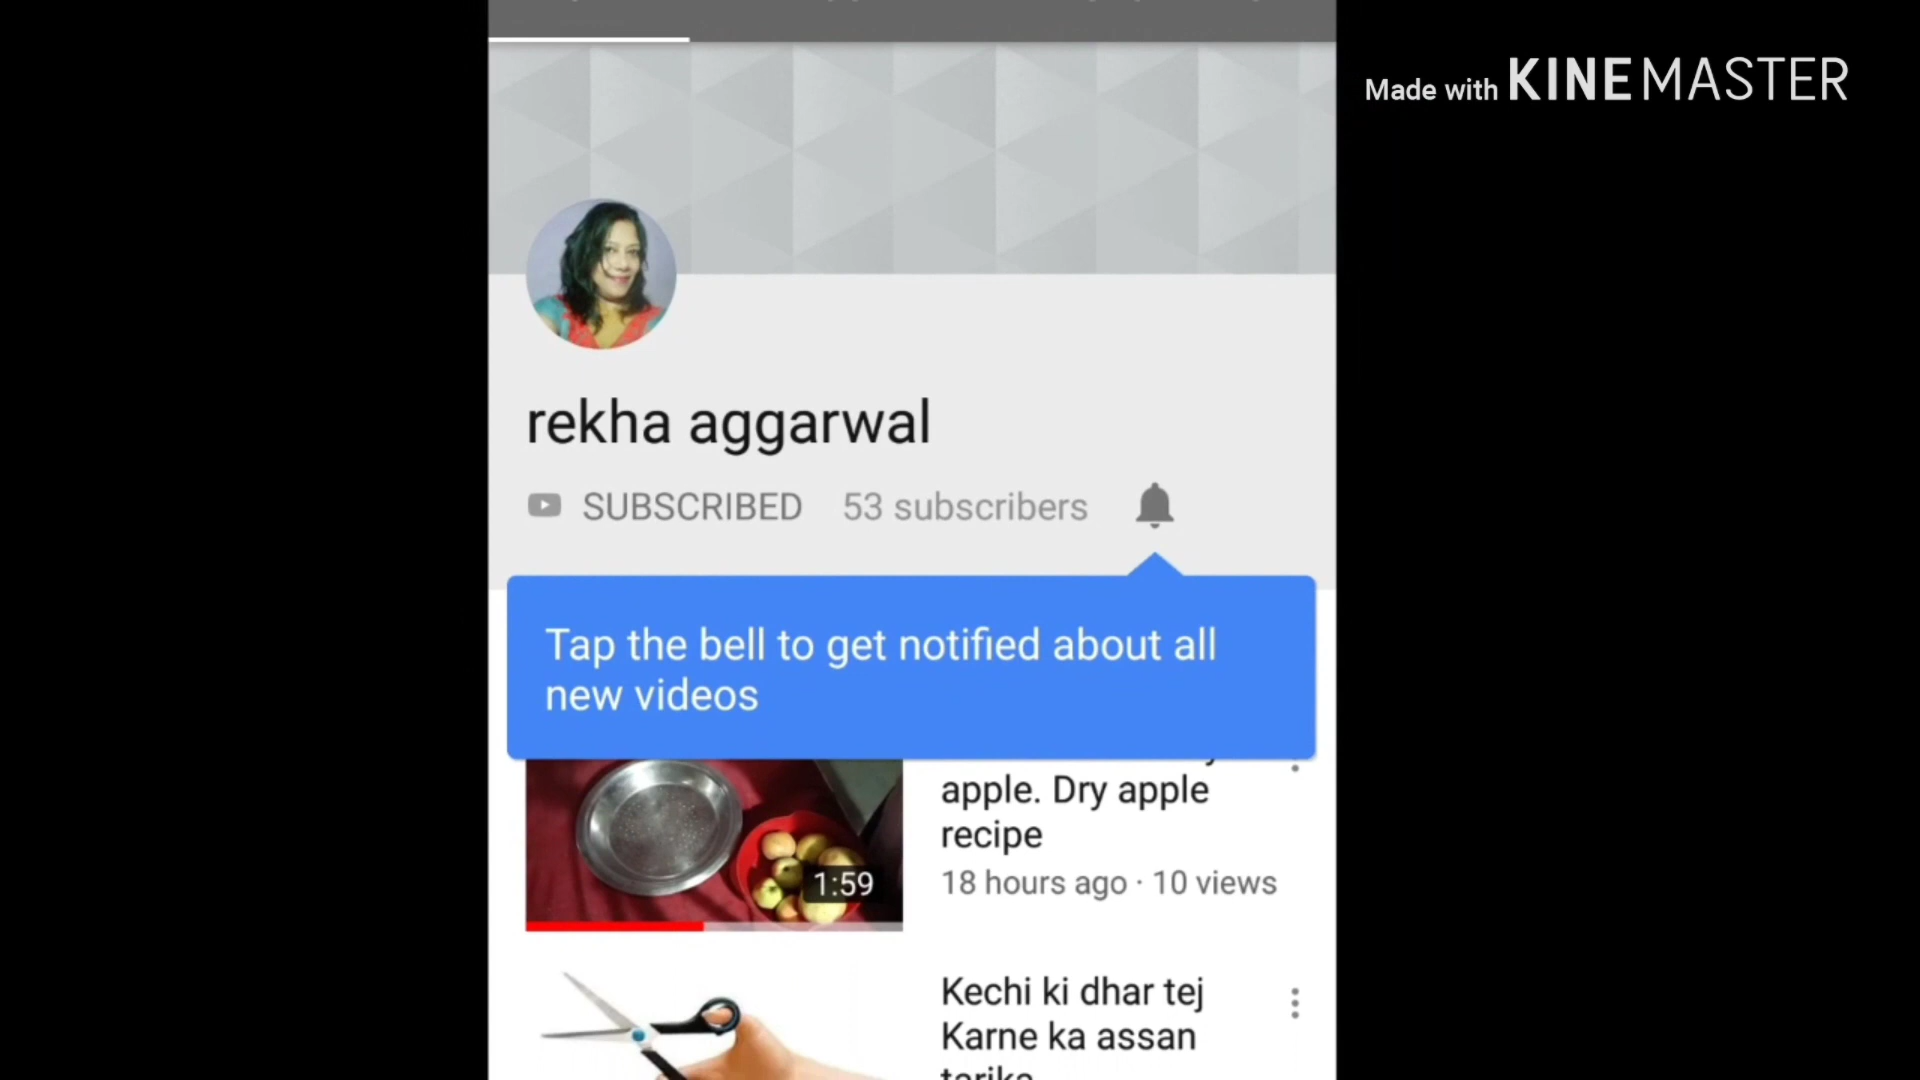 Made with KINEMASTER
rekha aggarwal
SUBSCRIBED 53 subscribers
Tap the bell to get notified about all
new videos
apple. Dry apple
recipe
1:59
18 hours ago · 10 views
Kechi ki dhar tej
Karne ka assan
tarika